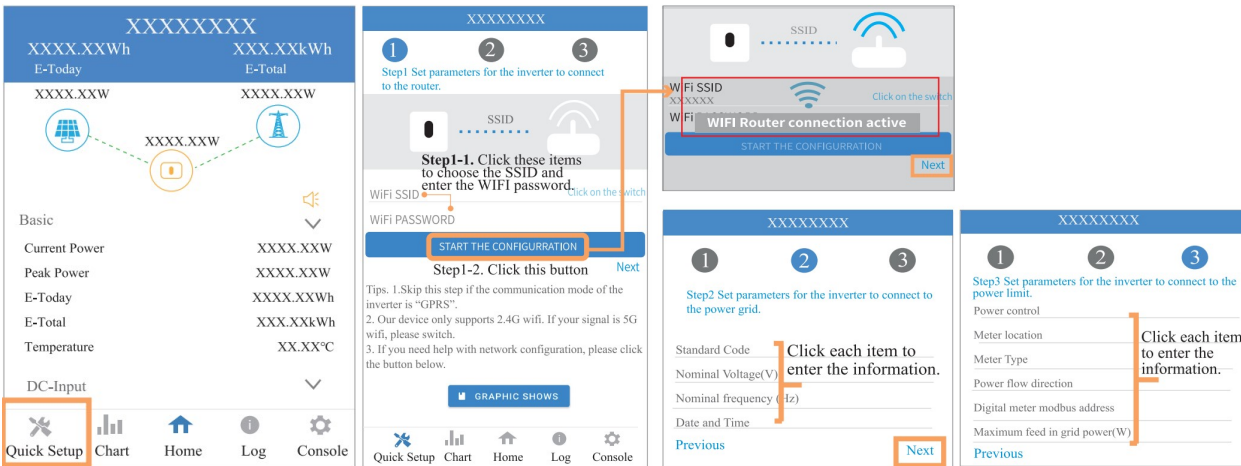 XXXXXXXX
XXXX.XXWh XXX.XXkWh
E-Today E-Total
XXXX.XXW XXXX.XXW
XXXX.XXW
Basic
Current Power XXXX.XXW
Peak Power XXXX.XXW
E-Today XXXX.XXWh
E-Total XXX.XXkWh
Temperature XX.XX°C
DC-Input
Quick Setup Chart Home Log Console
XXXXXXXX
1 2 3
Step1 Set parameters for the inverter to connect
to the router.
SSID
Step1-1. Click these items
to choose the SSID and
enter the WIFI password.
WiFi SSID Click on the switch
WiFi PASSWORD
START THE CONFIGURRATION
Step1-2. Click this button Next
Tips. 1.Skip this step if the communication mode of the
inverter is “GPRS”.
2. Our device only supports 2.4G wifi. If your signal is 5G
wifi, please switch.
3. If you need help with network configuration, please click
the button below.
GRAPHIC SHOWS
Quick Setup Chart Home Log Console
SSID
WiFi SSID
XXXXXX Click on the switch
WiFi
WIFI Router connection active
START THE CONFIGURRATION
Next
XXXXXXXX
1 2 3
Step2 Set parameters for the inverter to connect to
the power grid.
Standard Code
Nominal Voltage(V)
Nominal frequency (Hz)
Date and Time
Click each item to
enter the information.
Previous Next
XXXXXXXX
1 2 3
Step3 Set parameters for the inverter to connect to the
power limit.
Power control
Meter location
Meter Type
Power flow direction
Digital meter modbus address
Maximum feed in grid power(W)
Click each item
to enter the
information.
Previous